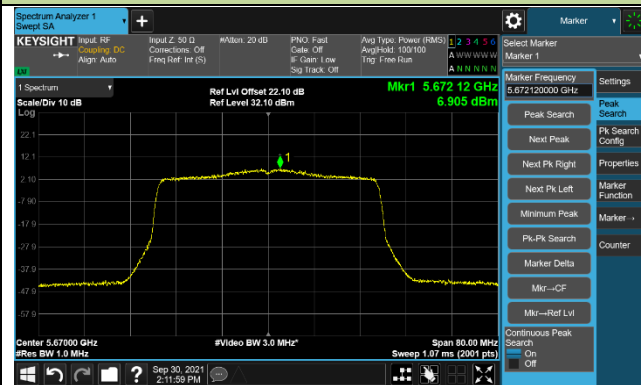 Spectrum Analyzer 1
Swept SA
Marker
KEYSIGHT
Input: RF
Coupling: DC
Align: Auto
Input Z: 50 Ω
Corrections: Off
Freq Ref: Int (S)
#Atten: 20 dB
PNO: Fast
Gate: Off
IF Gain: Low
Sig Track: Off
Avg Type: Power (RMS)
Avg|Hold: 100/100
Trig: Free Run
1 2 3 4 5 6
A W W W W W
A N N N N N
Select Marker
Marker 1
LXI
1 Spectrum
Scale/Div 10 dB
Log
Ref Lvl Offset 22.10 dB
Ref Level 32.10 dBm
Mkr1 5.672 12 GHz
6.905 dBm
22.1
12.1
2.10
-7.90
-17.9
-27.9
-37.9
-47.9
-57.9
1
Center 5.67000 GHz
#Res BW 1.0 MHz
#Video BW 3.0 MHz*
Span 80.00 MHz
Sweep 1.07 ms (2001 pts)
Marker Frequency
5.672120000 GHz
Peak Search
Next Peak
Next Pk Right
Next Pk Left
Minimum Peak
Pk-Pk Search
Marker Delta
Mkr→CF
Mkr→Ref Lvl
Continuous Peak
Search
On
Off
Settings
Peak
Search
Pk Search
Config
Properties
Marker
Function
Marker→
Counter
Sep 30, 2021
2:11:59 PM